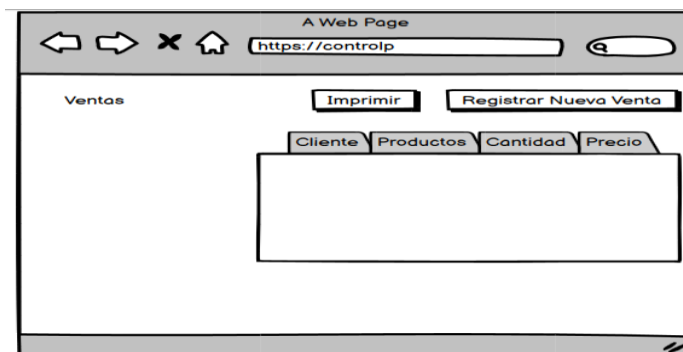 A Web Page
https://controlp
Ventas
Imprimir
Registrar Nueva Venta
Cliente Productos Cantidad Precio